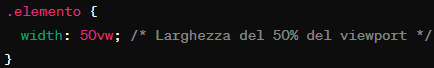 .elemento {
  width: 50vw; /* Larghezza del 50% del viewport */
}